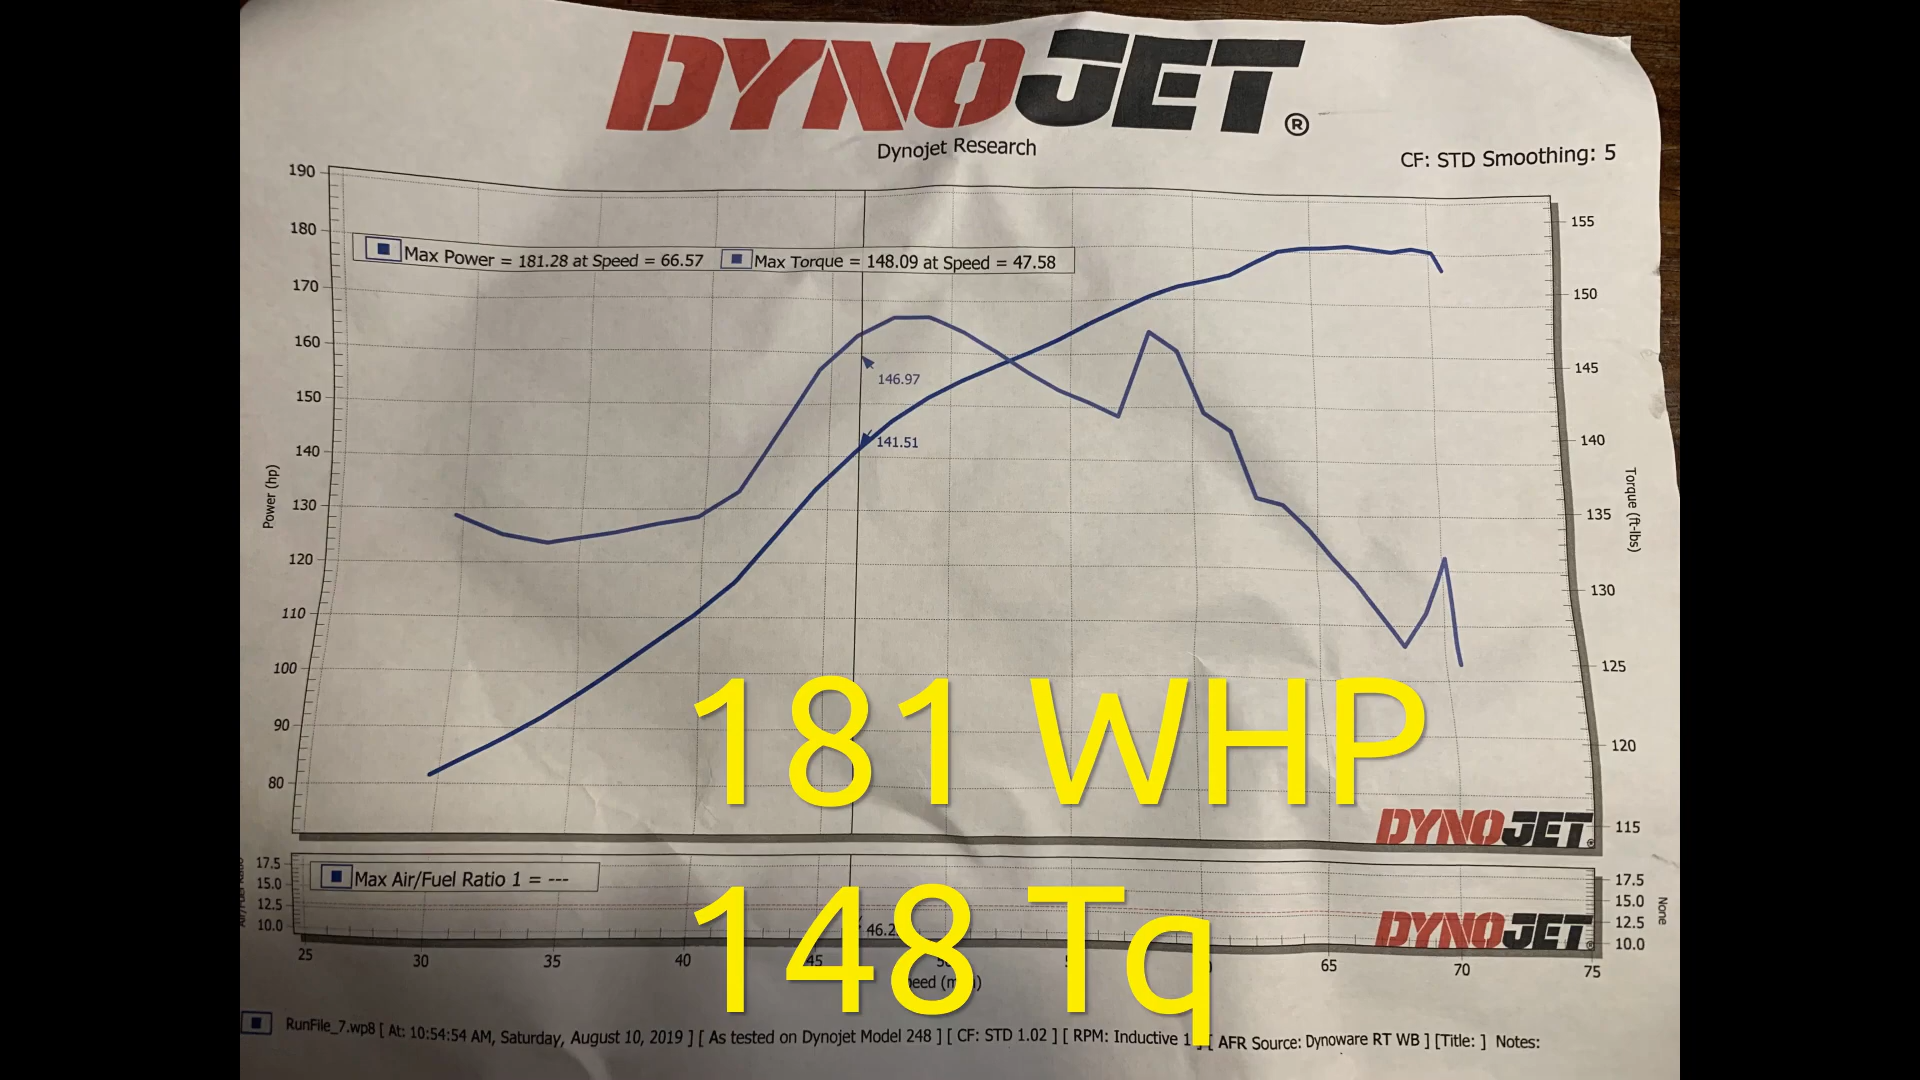 DYNOJET®
Dynojet Research
CF: STD Smoothing: 5
190
180
170
160
150
140
130
120
110
100
90
80
Power (hp)
Max Power = 181.28 at Speed = 66.57
Max Torque = 148.09 at Speed = 47.58
146.97
141.51
155
150
145
140
135
130
125
120
115
Torque (ft-lbs)
181 WHP
DYNOJET
17.5
15.0
12.5
10.0
Max Air/Fuel Ratio 1 = ---
148 Tq
DYNOJET
17.5
15.0
12.5
10.0
None
25 30 35 40 45 65 70 75
RunFile_7.wp8 [ At: 10:54:54 AM, Saturday, August 10, 2019 ] [ As tested on Dynojet Model 248 ] [ CF: STD 1.02 ] [ RPM: Inductive 1 ] [ AFR Source: Dynoware RT WB ] [Title: ] Notes: